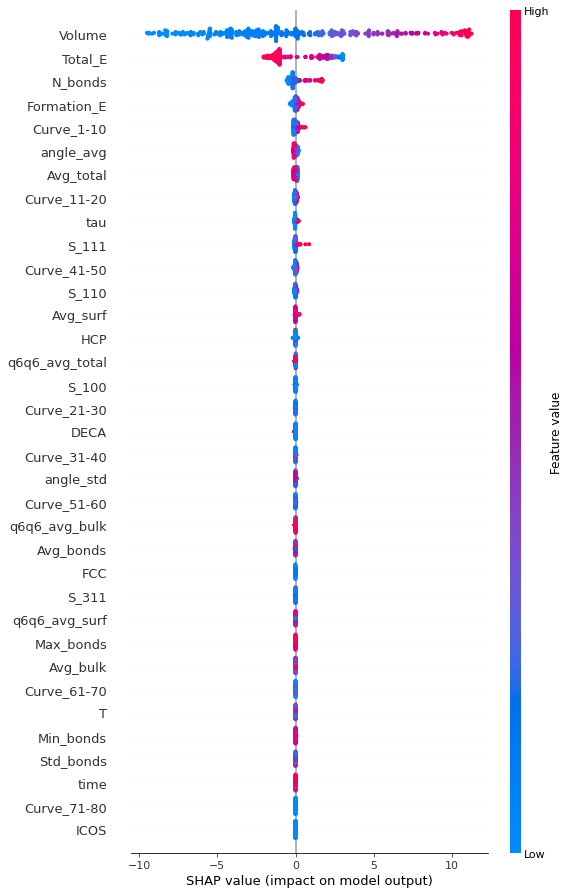 High
Volume
Total_E
N_bonds
Formation_E
Curve_1-10
angle_avg
Avg_total
Curve_11-20
tau
S_111
Curve_41-50
S_110
Avg_surf
HCP
q6q6_avg_total
S_100
Curve_21-30
DECA
Curve_31-40
angle_std
Curve_51-60
q6q6_avg_bulk
Avg_bonds
FCC
S_311
q6q6_avg_surf
Max_bonds
Avg_bulk
Curve_61-70
T
Min_bonds
Std_bonds
time
Curve_71-80
ICOS
Feature value
Low
−10 −5 0 5 10
SHAP value (impact on model output)